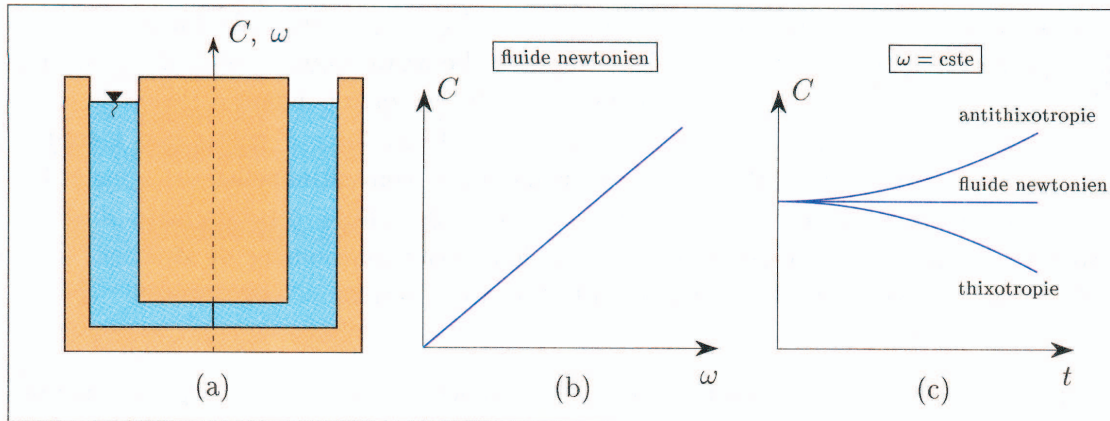 C, ω
(a)
fluide newtonien
C
ω
(b)
ω = cste
C
antithixotropie
fluide newtonien
thixotropie
t
(c)